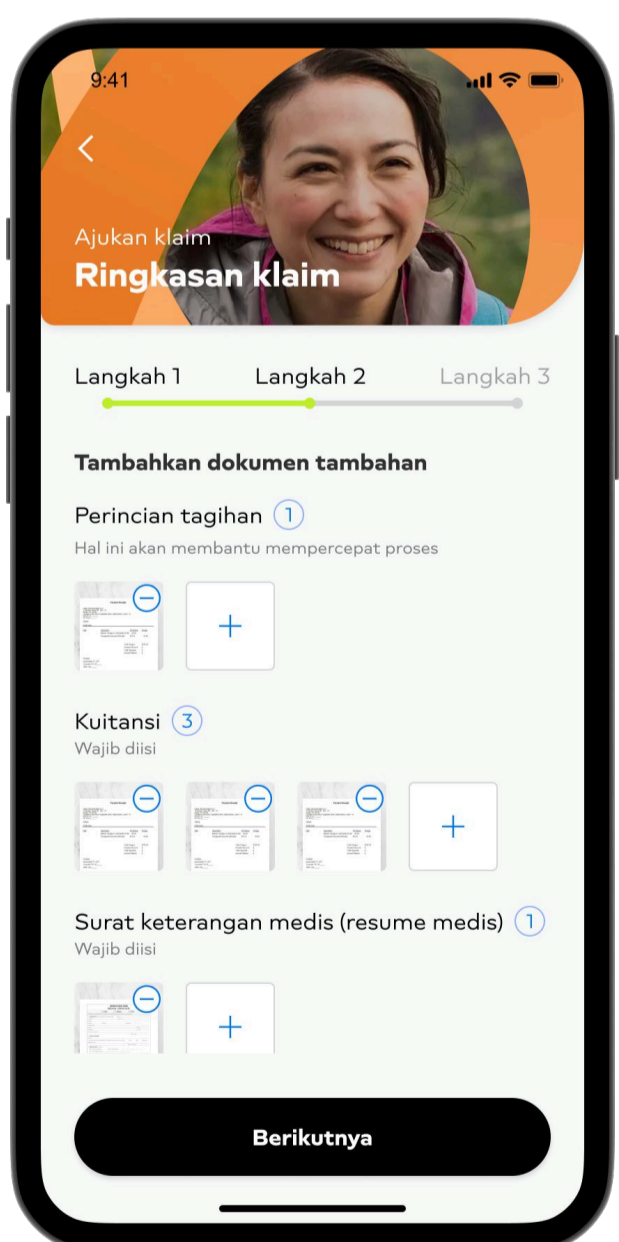 9:41
Ajukan klaim
Ringkasan klaim
Langkah 1 Langkah 2 Langkah 3
Tambahkan dokumen tambahan
Perincian tagihan 1
Hal ini akan membantu mempercepat proses
Kuitansi 3
Wajib diisi
Surat keterangan medis (resume medis) 1
Wajib diisi
Berikutnya